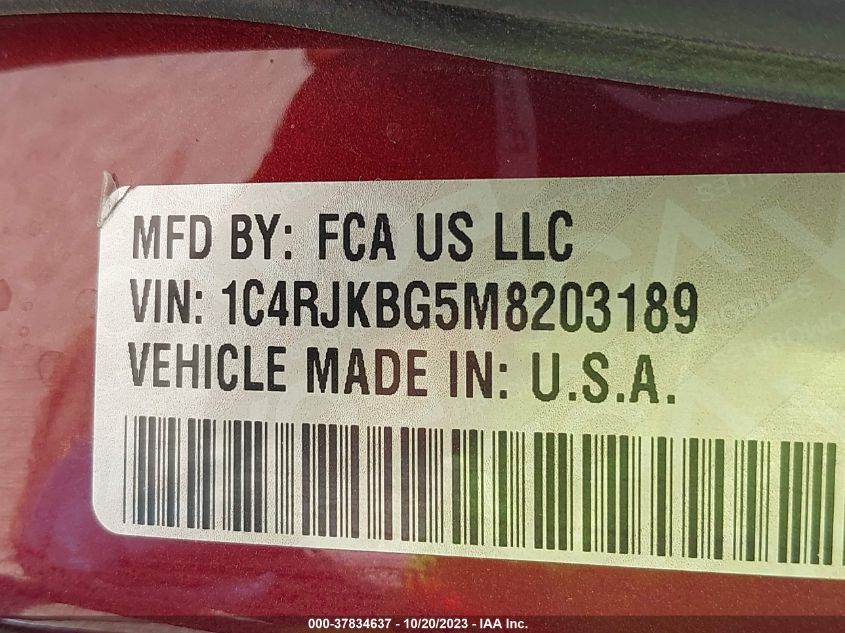 MFD BY: FCA US LLC
VIN: 1C4RJKBG5M8203189
VEHICLE MADE IN: U.S.A.
000-37834637 - 10/20/2023 - IAA Inc.